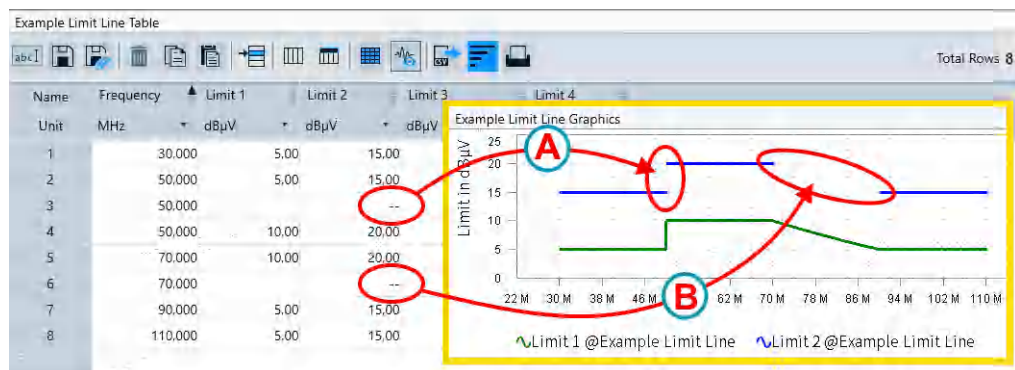 Example Limit Line Table
abcI CSV Total Rows 8
Name Frequency Limit 1 Limit 2 Limit 3 Limit 4
Unit MHz dBµV dBµV dBµV
1 30.000 5.00 15.00
2 50.000 5.00 15.00
3 50.000 --
4 50.000 10.00 20.00
5 70.000 10.00 20.00
6 70.000 --
7 90.000 5.00 15.00
8 110.000 5.00 15.00
Example Limit Line Graphics
Limit in dBµV
25
20
15
10
5
0
22 M 30 M 38 M 46 M 62 M 70 M 78 M 86 M 94 M 102 M 110 M
A
B
Limit 1 @Example Limit Line Limit 2 @Example Limit Line